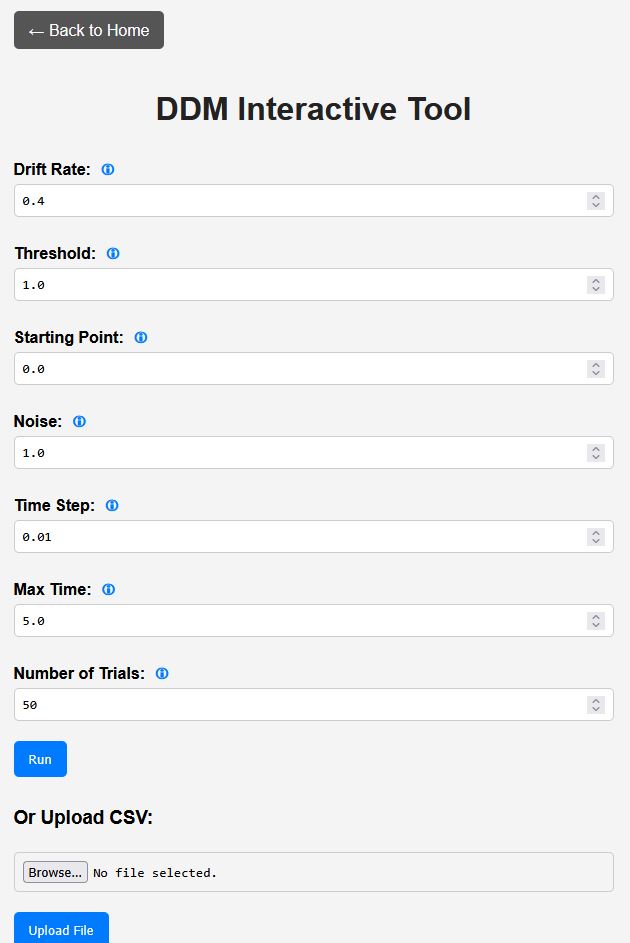 ← Back to Home
DDM Interactive Tool
Drift Rate:
0.4
Threshold:
1.0
Starting Point:
0.0
Noise:
1.0
Time Step:
0.01
Max Time:
5.0
Number of Trials:
50
Run
Or Upload CSV:
Browse... No file selected.
Upload File